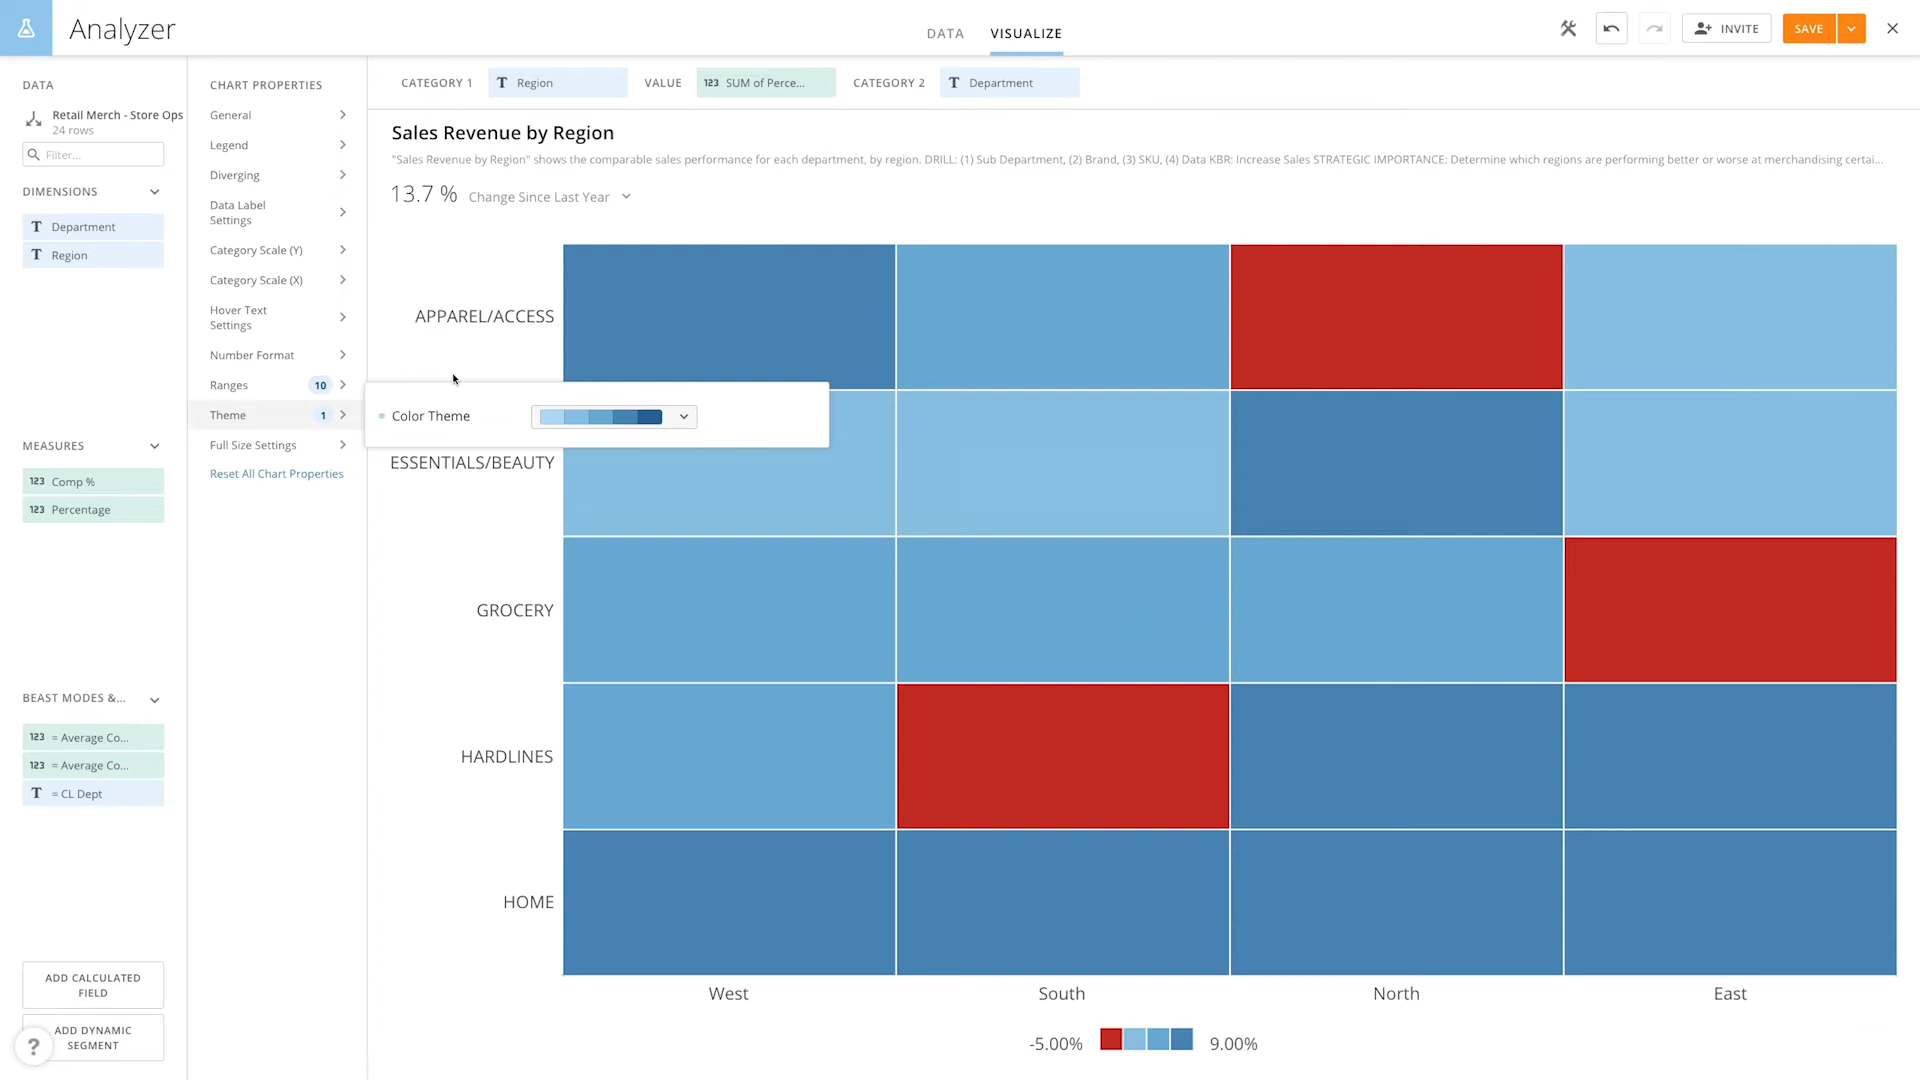 Analyzer
DATA
VISUALIZE
INVITE
SAVE
DATA
Retail Merch - Store Ops
24 rows
Filter...
DIMENSIONS
T Department
T Region
MEASURES
123 Comp %
123 Percentage
BEAST MODES &...
123 = Average Co...
123 = Average Co...
T = CL Dept
ADD CALCULATED
FIELD
ADD DYNAMIC
SEGMENT
?
CHART PROPERTIES
General
Legend
Diverging
Data Label
Settings
Category Scale (Y)
Category Scale (X)
Hover Text
Settings
Number Format
Ranges 10
Theme 1
Full Size Settings
Reset All Chart Properties
Color Theme
CATEGORY 1 T Region VALUE 123 SUM of Perce... CATEGORY 2 T Department
Sales Revenue by Region
"Sales Revenue by Region" shows the comparable sales performance for each department, by region. DRILL: (1) Sub Department, (2) Brand, (3) SKU, (4) Data KBR: Increase Sales STRATEGIC IMPORTANCE: Determine which regions are performing better or worse at merchandising certai...
13.7 % Change Since Last Year
APPAREL/ACCESS
ESSENTIALS/BEAUTY
GROCERY
HARDLINES
HOME
West South North East
-5.00% 9.00%